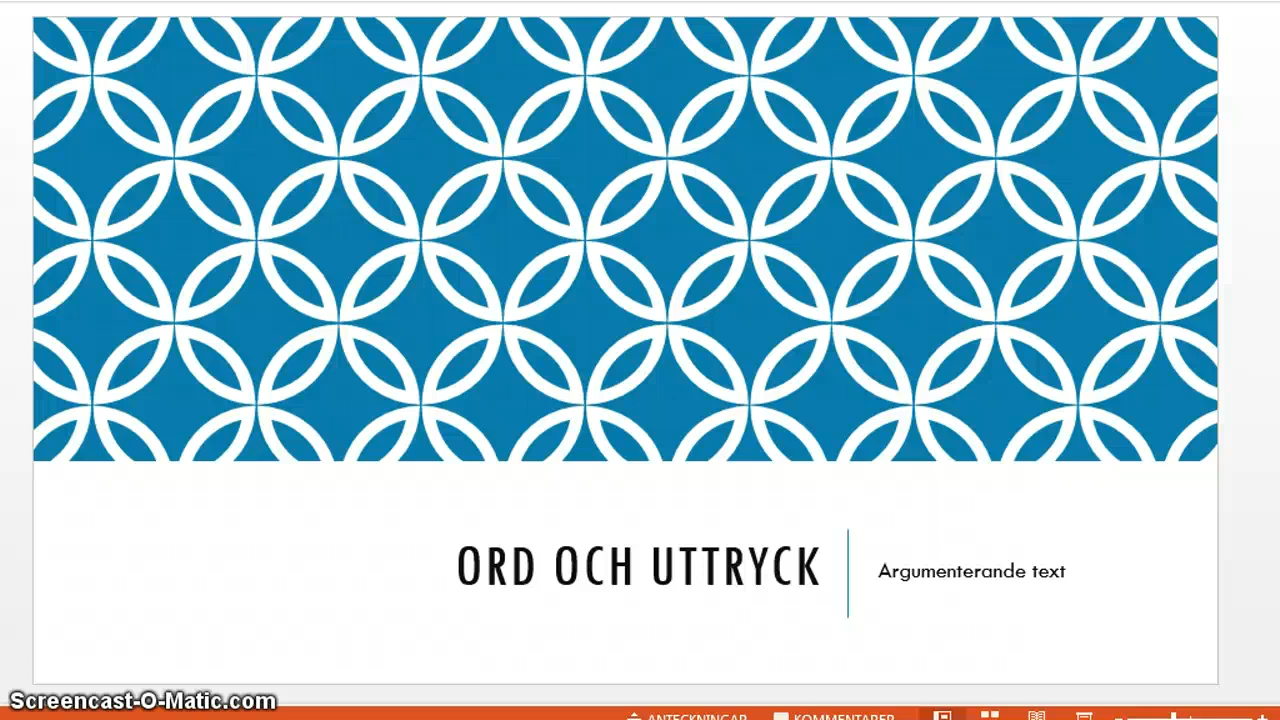 ORD OCH UTTRYCK
Argumenterande text
Screencast-O-Matic.com
ANTECKNINGAR
KOMMENTARER